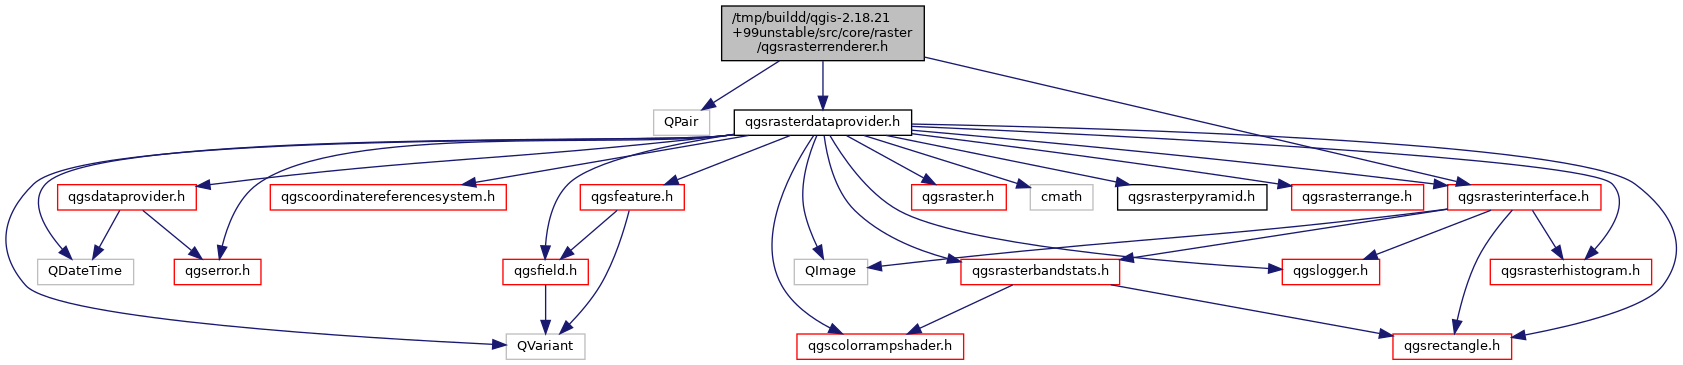 /tmp/buildd/qgis-2.18.21
+99unstable/src/core/raster
/qgsrasterrenderer.h
QPair
qgsrasterdataprovider.h
qgsdataprovider.h
qgscoordinatereferencesystem.h
qgsfeature.h
qgsraster.h
cmath
qgsrasterpyramid.h
qgsrasterrange.h
qgsrasterinterface.h
QDateTime
qgserror.h
qgsfield.h
QImage
qgsrasterbandstats.h
qgslogger.h
qgsrasterhistogram.h
QVariant
qgscolorrampshader.h
qgsrectangle.h